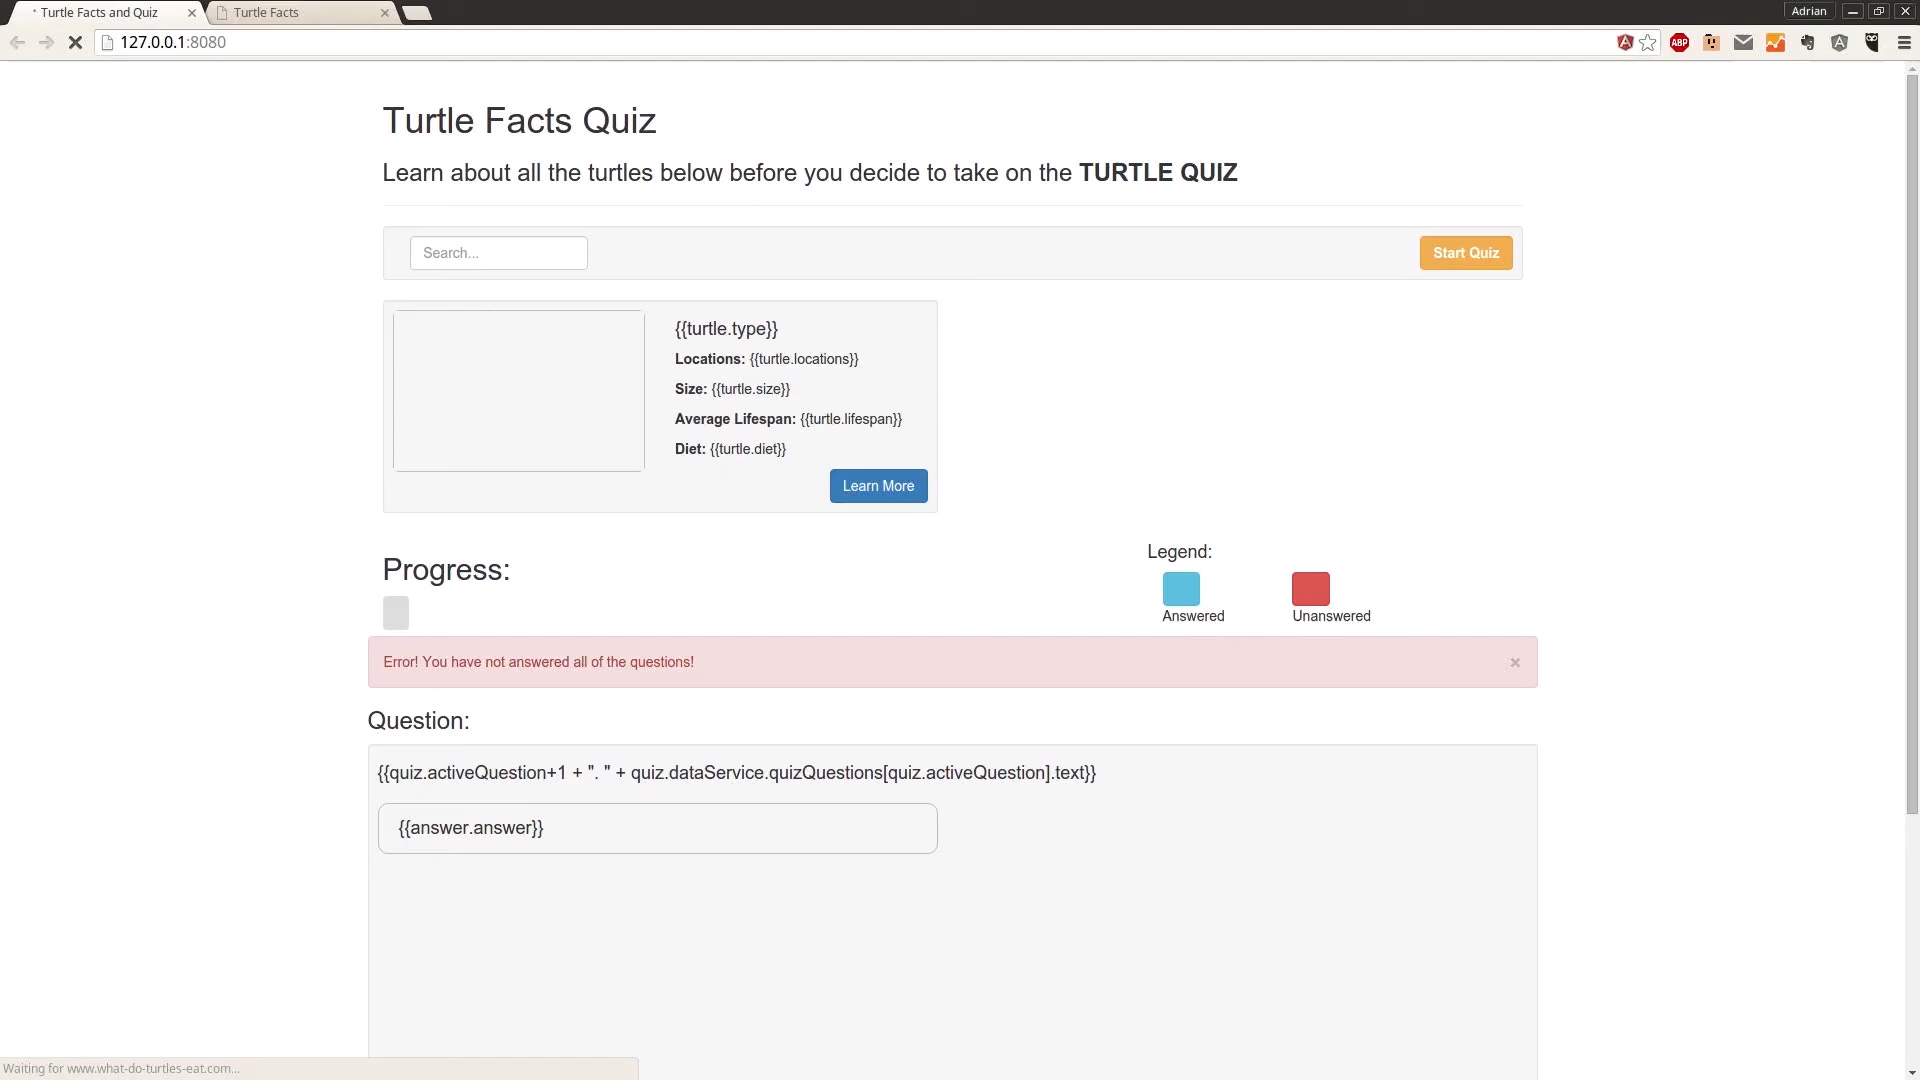 Turtle Facts and Quiz
Turtle Facts
Adrian
127.0.0.1:8080
ABP
Turtle Facts Quiz
Learn about all the turtles below before you decide to take on the TURTLE QUIZ
Search...
Start Quiz
{{turtle.type}}
Locations: {{turtle.locations}}
Size: {{turtle.size}}
Average Lifespan: {{turtle.lifespan}}
Diet: {{turtle.diet}}
Learn More
Progress:
Legend:
Answered
Unanswered
Error! You have not answered all of the questions!
×
Question:
{{quiz.activeQuestion+1 + ". " + quiz.dataService.quizQuestions[quiz.activeQuestion].text}}
{{answer.answer}}
Waiting for www.what-do-turtles-eat.com...